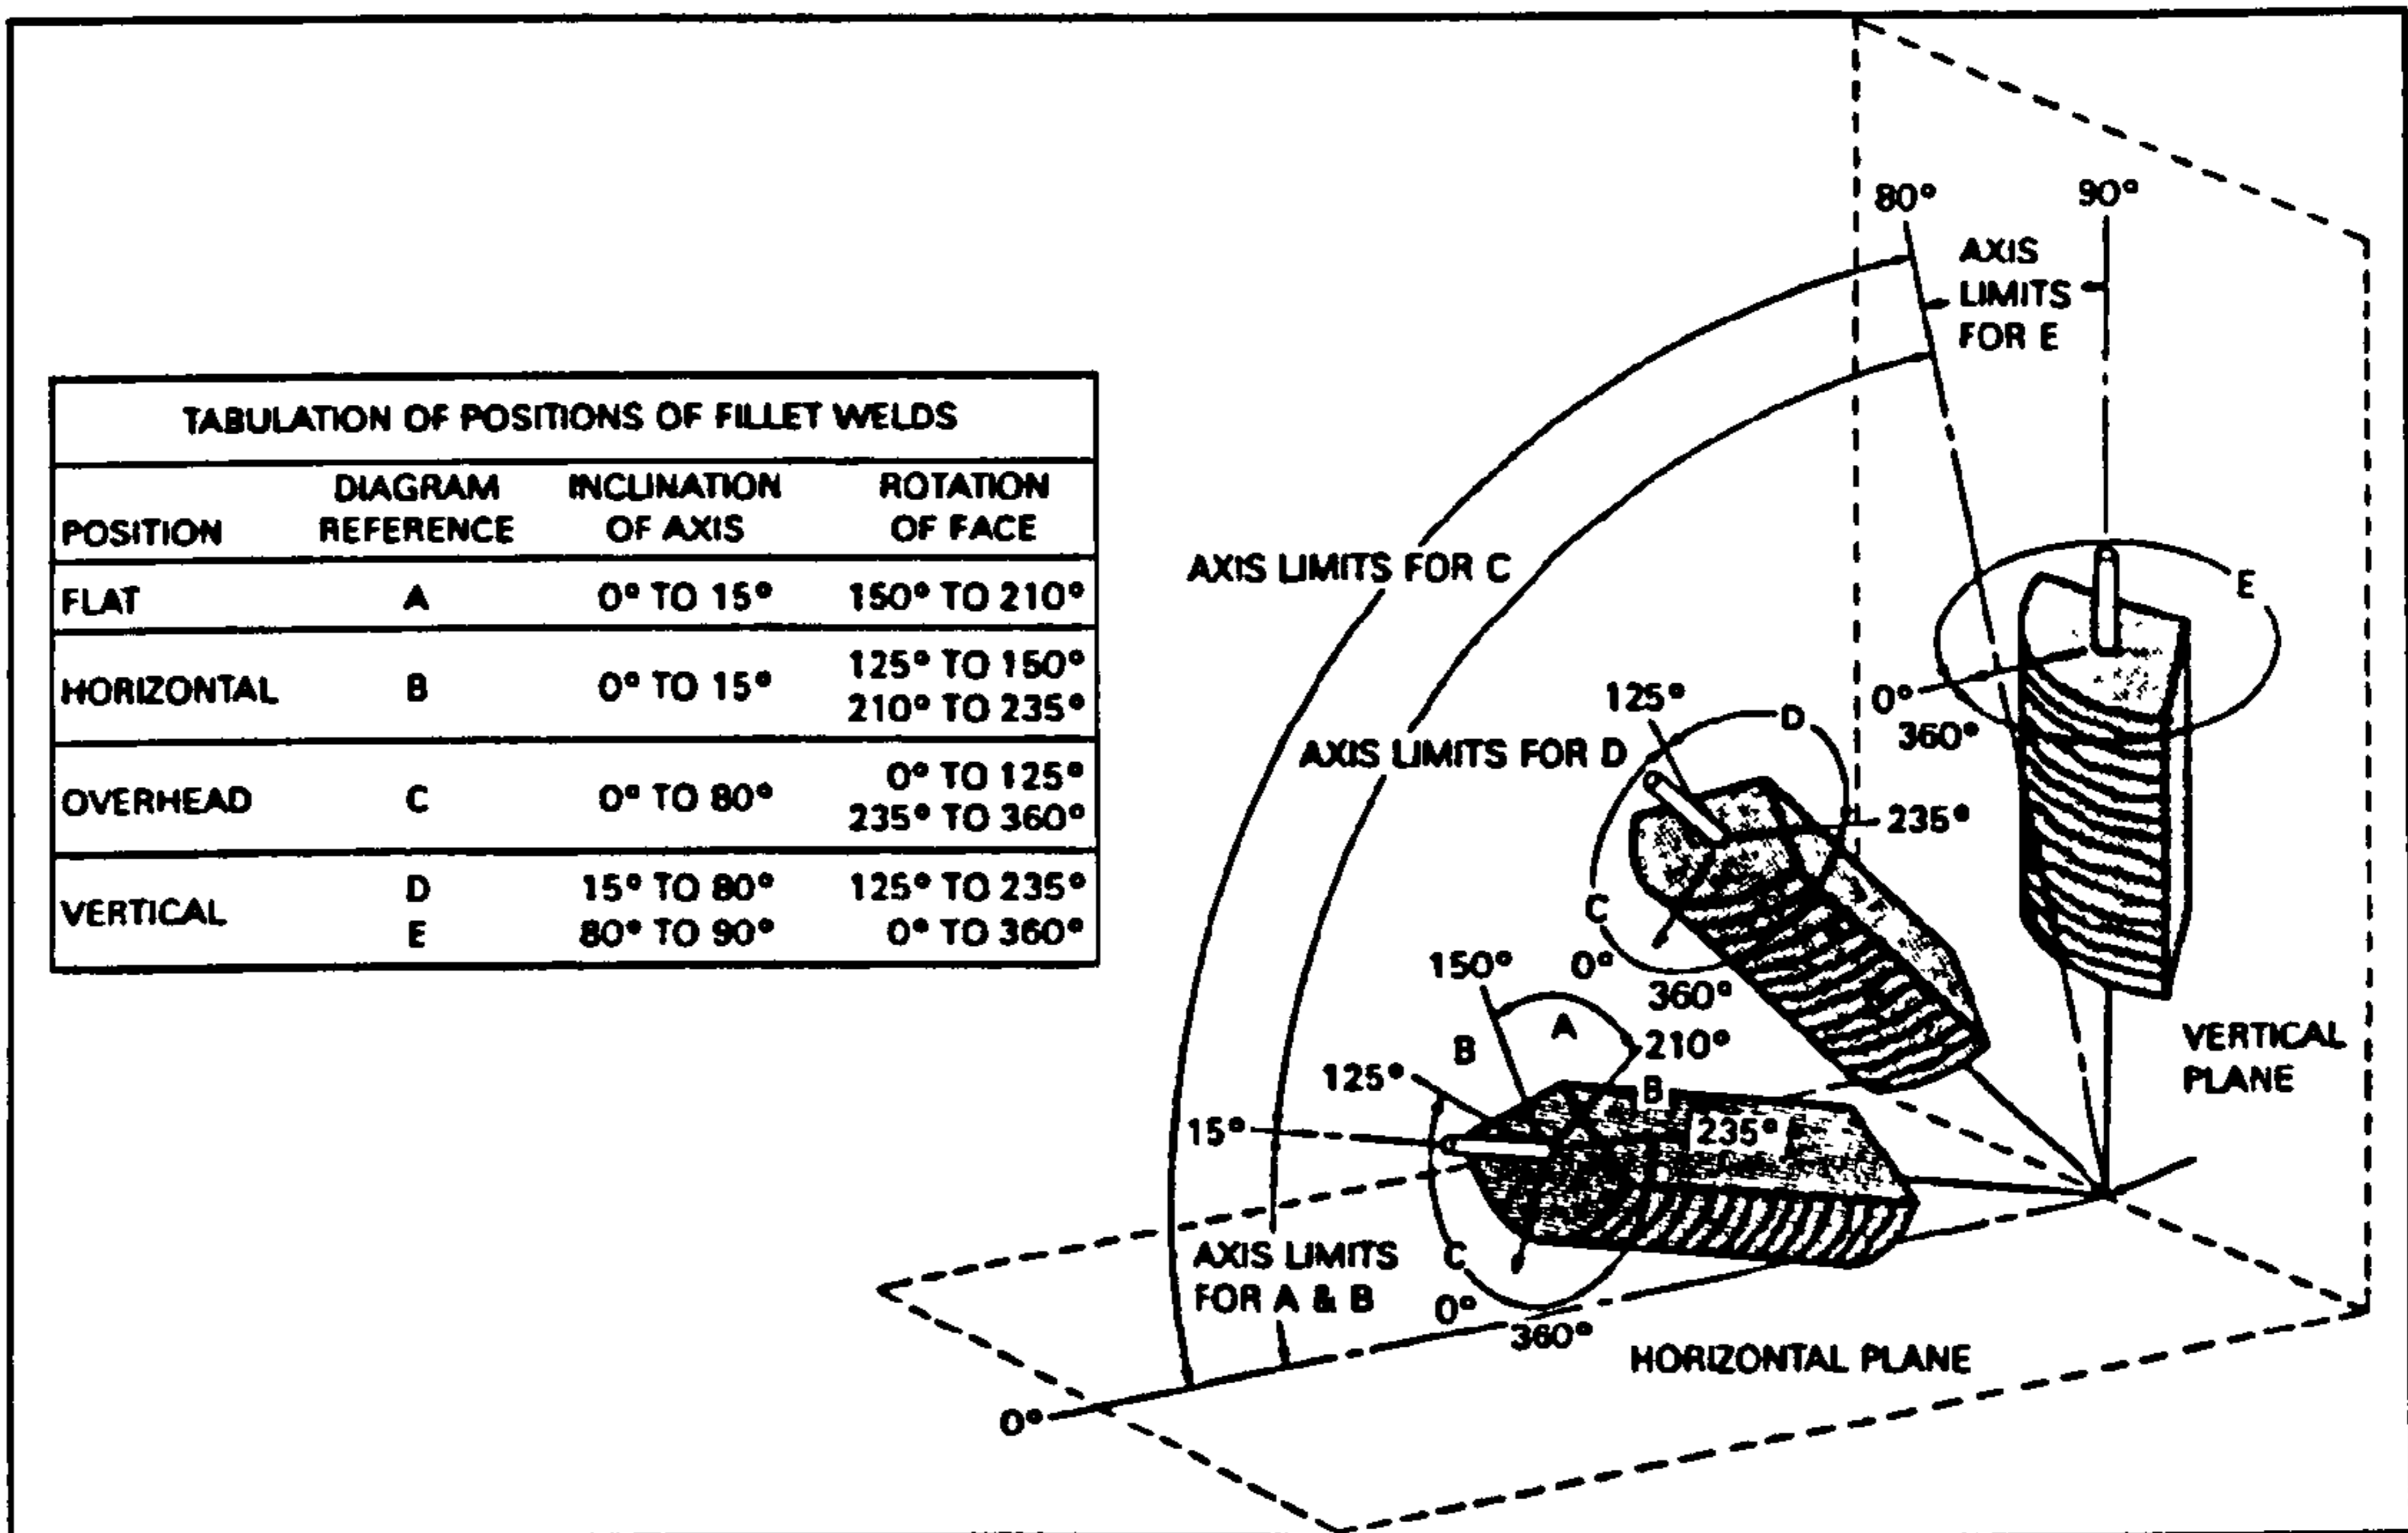 TABULATION OF POSITIONS OF FILLET WELDS
POSITION DIAGRAM REFERENCE INCLINATION OF AXIS ROTATION OF FACE
FLAT A 0° TO 15° 150° TO 210°
HORIZONTAL B 0° TO 15° 125° TO 150°
210° TO 235°
OVERHEAD C 0° TO 80° 0° TO 125°
235° TO 360°
VERTICAL D 15° TO 80° 125° TO 235°
E 80° TO 90° 0° TO 360°
80°
90°
AXIS
LIMITS
FOR E
AXIS LIMITS FOR C
E
0°
360°
125°
D
AXIS LIMITS FOR D
235°
C
0°
360°
150°
A
B
210°
125°
B
15°
235°
VERTICAL
PLANE
AXIS LIMITS
FOR A & B
C
0°
360°
HORIZONTAL PLANE
0°